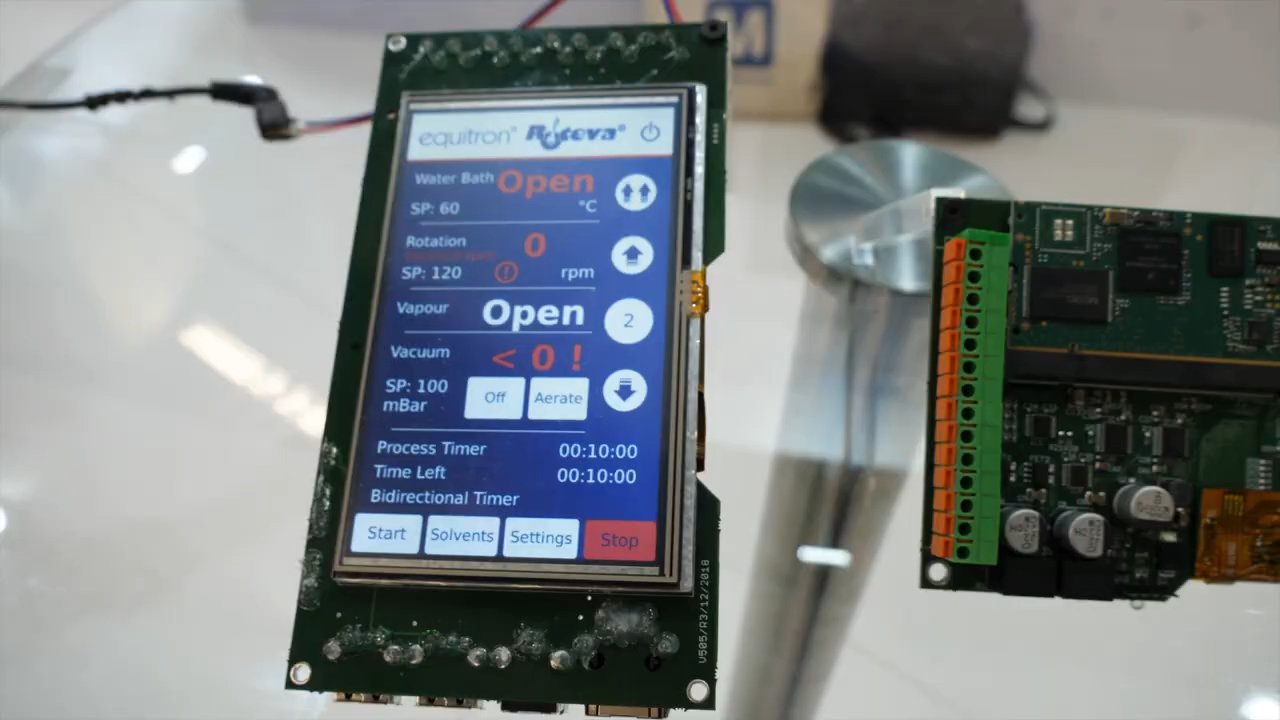 equitron® Roteva®
Water Bath Open
SP: 60 °C
Rotation 0
SP: 120 rpm
Vapour Open
2
Vacuum < 0 !
SP: 100
mBar
Off Aerate
Process Timer 00:10:00
Time Left 00:10:00
Bidirectional Timer
Start Solvents Settings Stop
V505/R3/12/2018